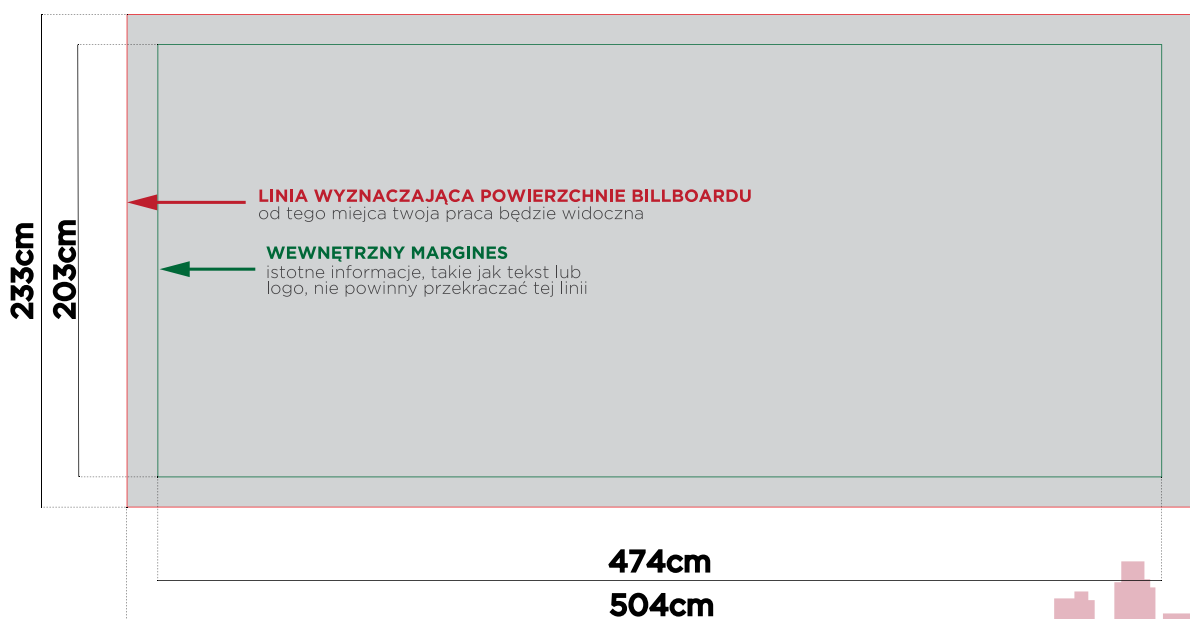 LINIA WYZNACZAJĄCA POWIERZCHNIE BILLBOARDU
od tego miejca twoja praca będzie widoczna
WEWNĘTRZNY MARGINES
istotne informacje, takie jak tekst lub
logo, nie powinny przekraczać tej linii
233cm
203cm
474cm
504cm